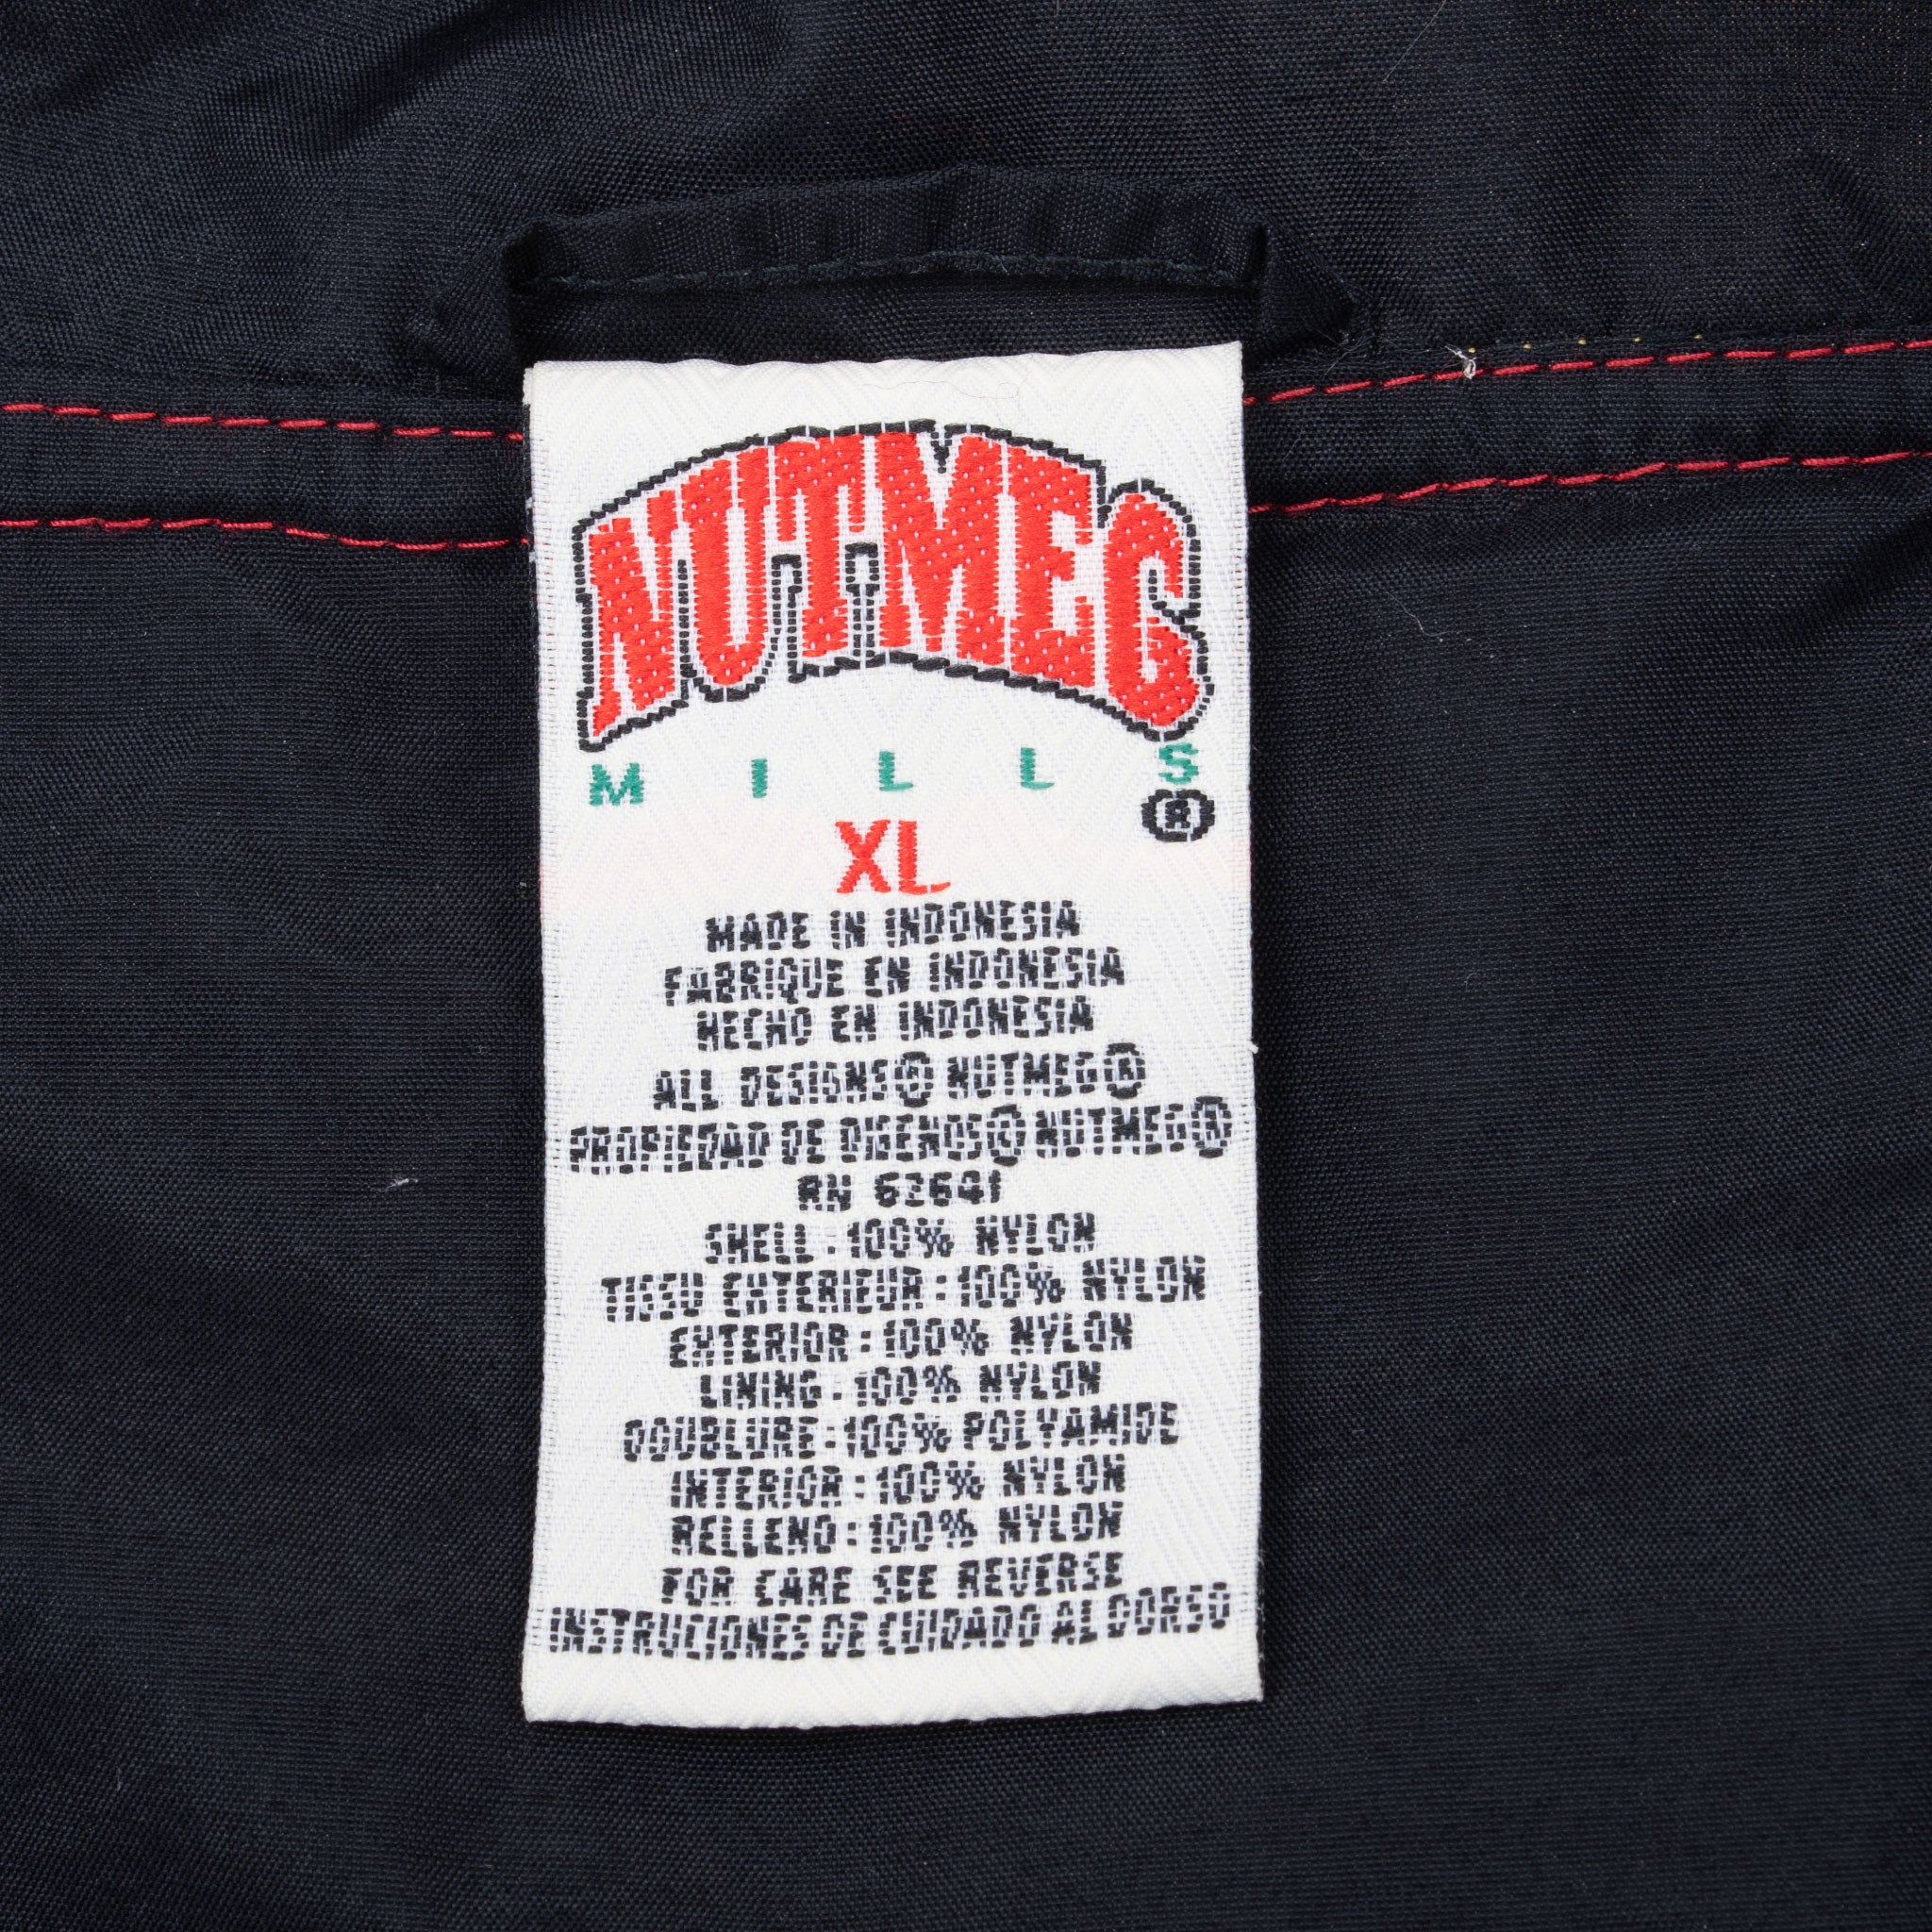 NUTMEG
MILLS
®
XL
MADE IN INDONESIA
FABRIQUE EN INDONESIA
HECHO EN INDONESIA
ALL DESIGNS® NUTMEG®
PROPIEDAD DE DISENOS® NUTMEG®
RN 62641
SHELL:100% NYLON
TISSU EXTERIEUR:100% NYLON
EXTERIOR:100% NYLON
LINING:100% NYLON
DOUBLURE:100% POLYAMIDE
INTERIOR:100% NYLON
RELLENO:100% NYLON
FOR CARE SEE REVERSE
INSTRUCIONES DE CUIDADO AL DORSO